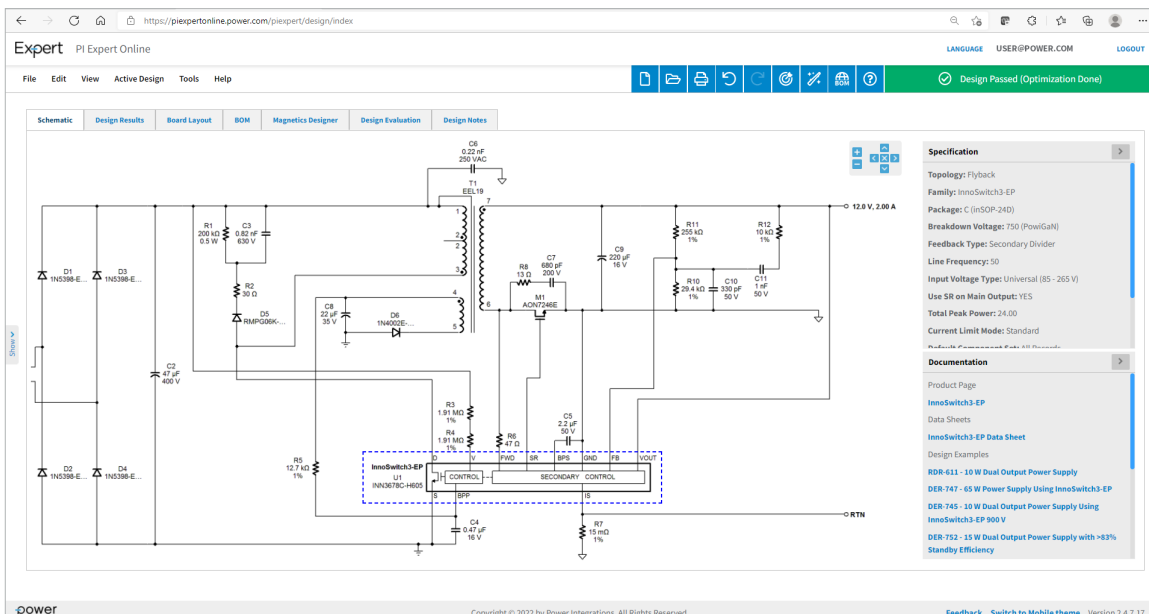 https://piexpertonline.power.com/piexpert/design/index
Expert PI Expert Online
LANGUAGE USER@POWER.COM LOGOUT
File Edit View Active Design Tools Help
BOM
Design Passed (Optimization Done)
Schematic Design Results Board Layout BOM Magnetics Designer Design Evaluation Design Notes
Show
C6
0.22 nF
250 VAC
T1
EEL19
1
2
2
3
4
5
7
6
R1
200 kΩ
0.5 W
C3
0.82 nF
630 V
D1
1N5398-E...
D3
1N5398-E...
R2
30 Ω
D5
RMPG06K-...
C8
22 µF
35 V
D6
1N4002E-...
R8
13 Ω
C7
680 pF
200 V
M1
AON7246E
C9
220 µF
16 V
R11
255 kΩ
1%
R12
10 kΩ
1%
R10
29.4 kΩ
1%
C10
330 pF
50 V
C11
1 nF
50 V
12.0 V, 2.00 A
C2
47 µF
400 V
R3
1.91 MΩ
1%
R4
1.91 MΩ
1%
R6
47 Ω
C5
2.2 µF
50 V
D2
1N5398-E...
D4
1N5398-E...
R5
12.7 kΩ
1%
D V FWD SR BPS GND FB VOUT
InnoSwitch3-EP
U1
INN3678C-H605
CONTROL
SECONDARY CONTROL
S BPP IS
C4
0.47 µF
16 V
R7
15 mΩ
1%
RTN
Specification
Topology: Flyback
Family: InnoSwitch3-EP
Package: C (inSOP-24D)
Breakdown Voltage: 750 (PowiGaN)
Feedback Type: Secondary Divider
Line Frequency: 50
Input Voltage Type: Universal (85 - 265 V)
Use SR on Main Output: YES
Total Peak Power: 24.00
Current Limit Mode: Standard
Default Component Set: All Records
Documentation
Product Page
InnoSwitch3-EP
Data Sheets
InnoSwitch3-EP Data Sheet
Design Examples
RDR-611 - 10 W Dual Output Power Supply
DER-747 - 65 W Power Supply Using InnoSwitch3-EP
DER-745 - 10 W Dual Output Power Supply Using
InnoSwitch3-EP 900 V
DER-752 - 15 W Dual Output Power Supply with >83%
Standby Efficiency
power
Copyright © 2022 by Power Integrations. All Rights Reserved
Feedback Switch to Mobile theme Version 2.4.7.17